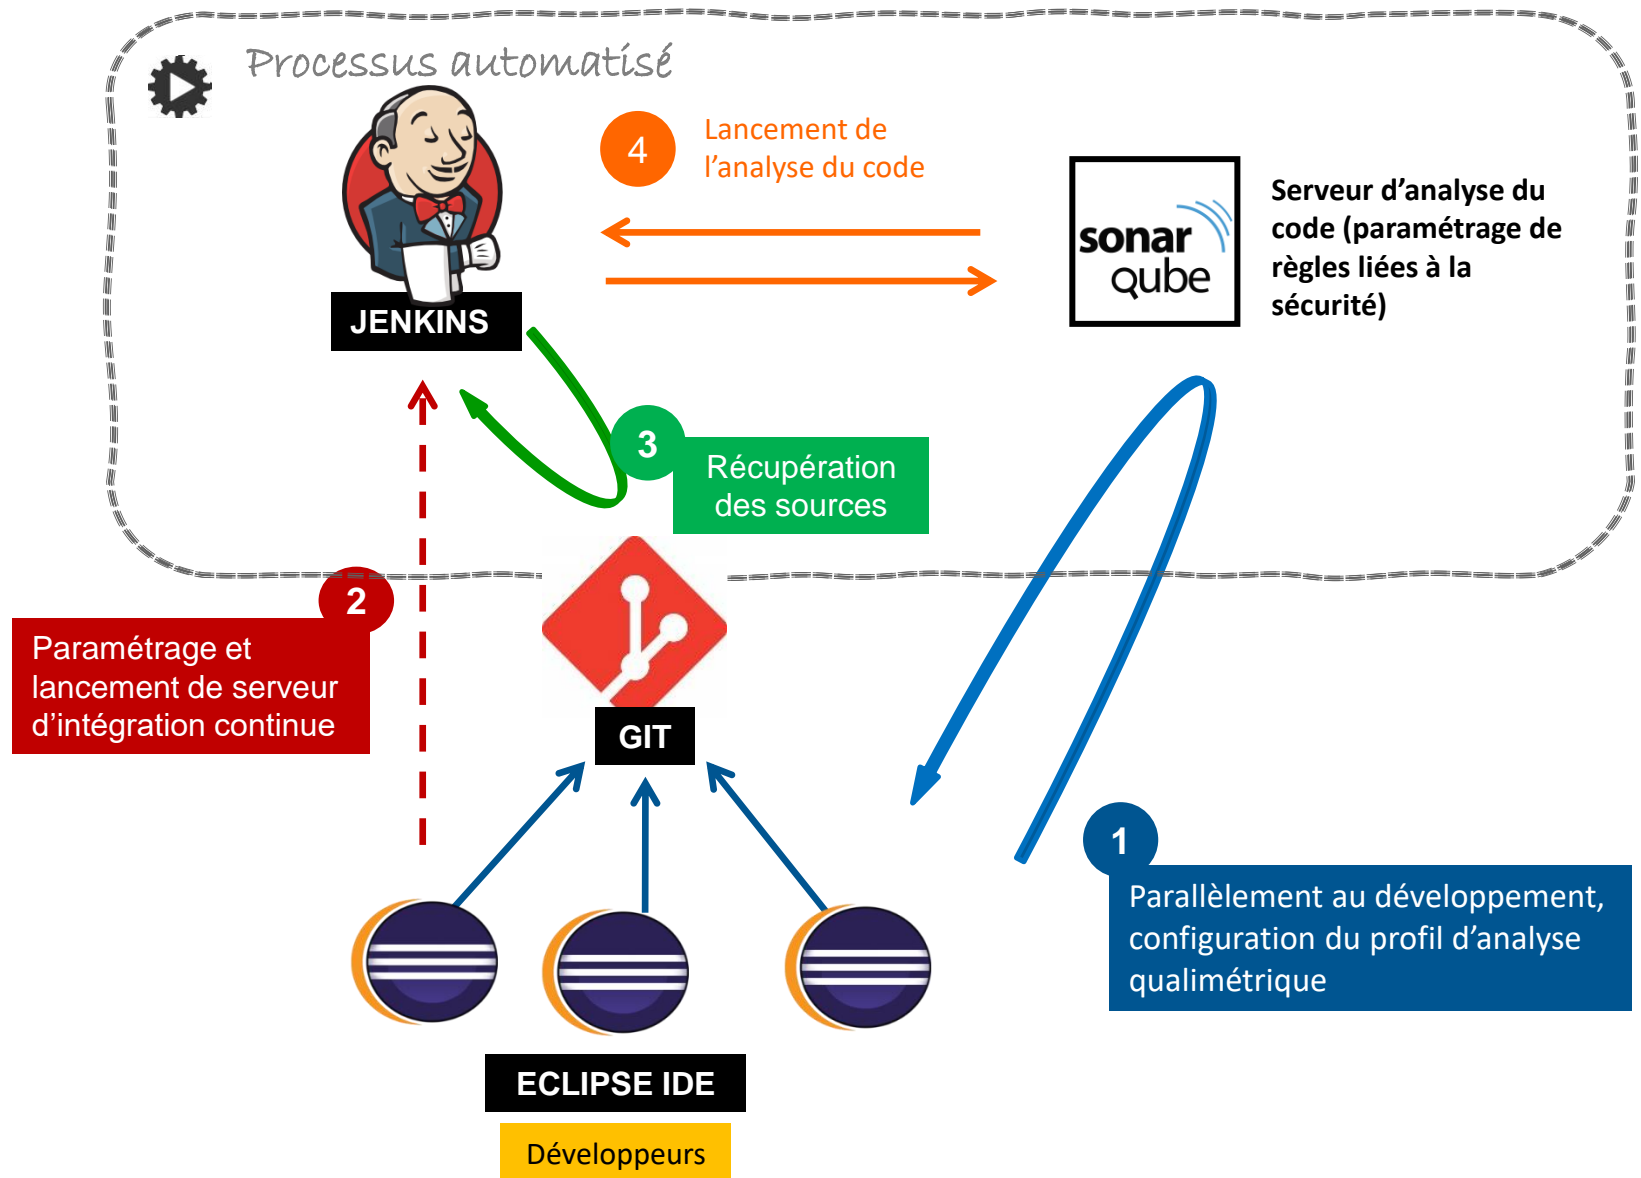 Processus automatisé
4
Lancement de
l’analyse du code
sonar
qube
Serveur d’analyse du
code (paramétrage de
règles liées à la
sécurité)
JENKINS
3
Récupération
des sources
2
Paramétrage et
lancement de serveur
d’intégration continue
GIT
1
Parallèlement au développement,
configuration du profil d’analyse
qualimétrique
ECLIPSE IDE
Développeurs